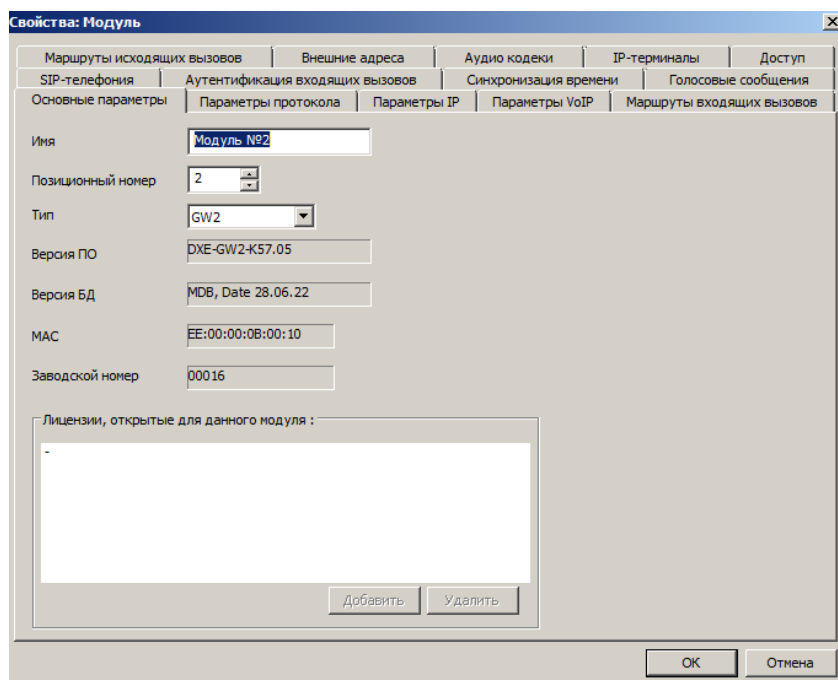 Свойства: Модуль
Маршруты исходящих вызовов Внешние адреса Аудио кодеки IP-терминалы Доступ
SIP-телефония Аутентификация входящих вызовов Синхронизация времени Голосовые сообщения
Основные параметры Параметры протокола Параметры IP Параметры VoIP Маршруты входящих вызовов
Имя Модуль №2
Позиционный номер 2
Тип GW2
Версия ПО DXE-GW2-K57.05
Версия БД MDB, Date 28.06.22
MAC EE:00:00:0B:00:10
Заводской номер 00016
Лицензии, открытые для данного модуля :
-
Добавить Удалить
OK Отмена